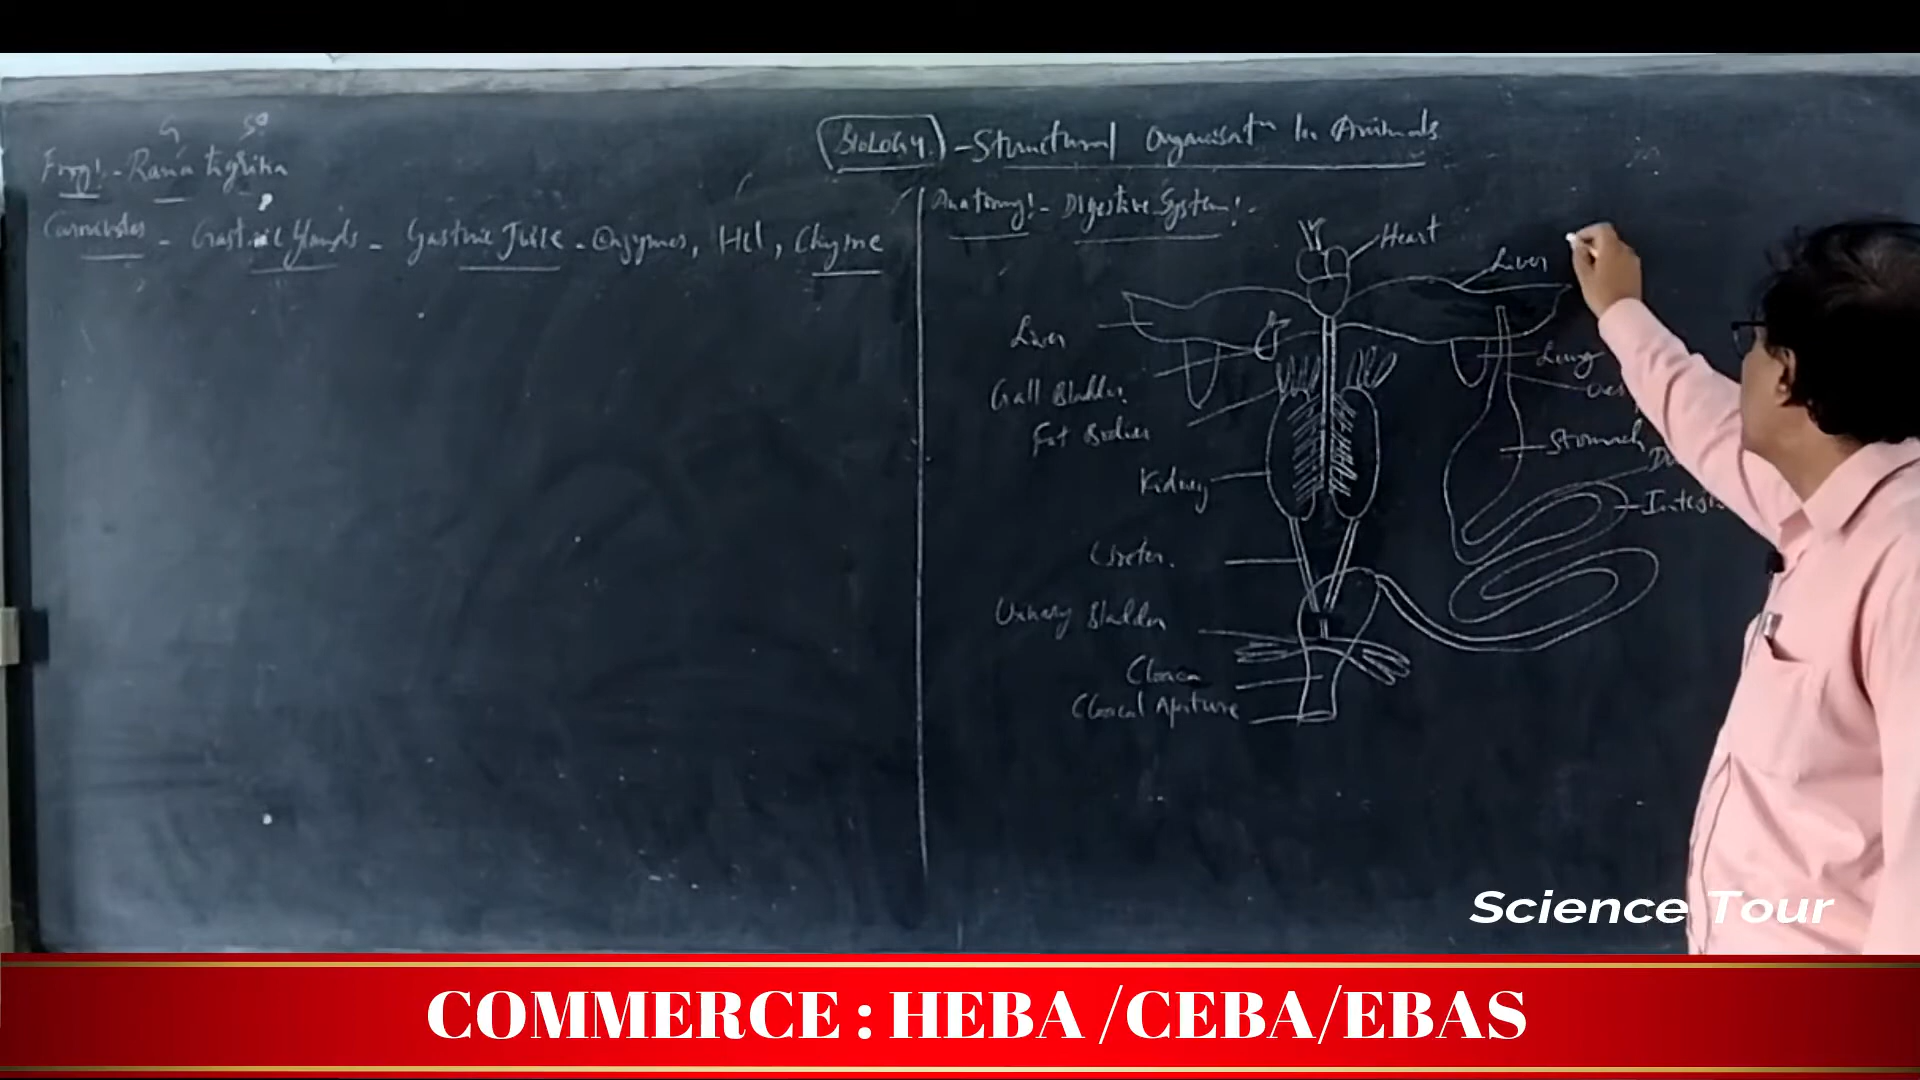 BIOLOGY. - Structural Organisatn In Animals
G S
Frog! - Rana tigrina
Carnivores - Gastric Glands - Gastric Juice - Enzymes, Hcl, Chyme
Anatomy! - Digestive System! -
Heart
Liver
Liver
Lung
Gall Bladder
Oes
Fat Bodies
Stomach
Kidney
Ureter
Urinary Bladder
Cloaca
Cloacal Aperture
Science Tour
COMMERCE : HEBA /CEBA/EBAS